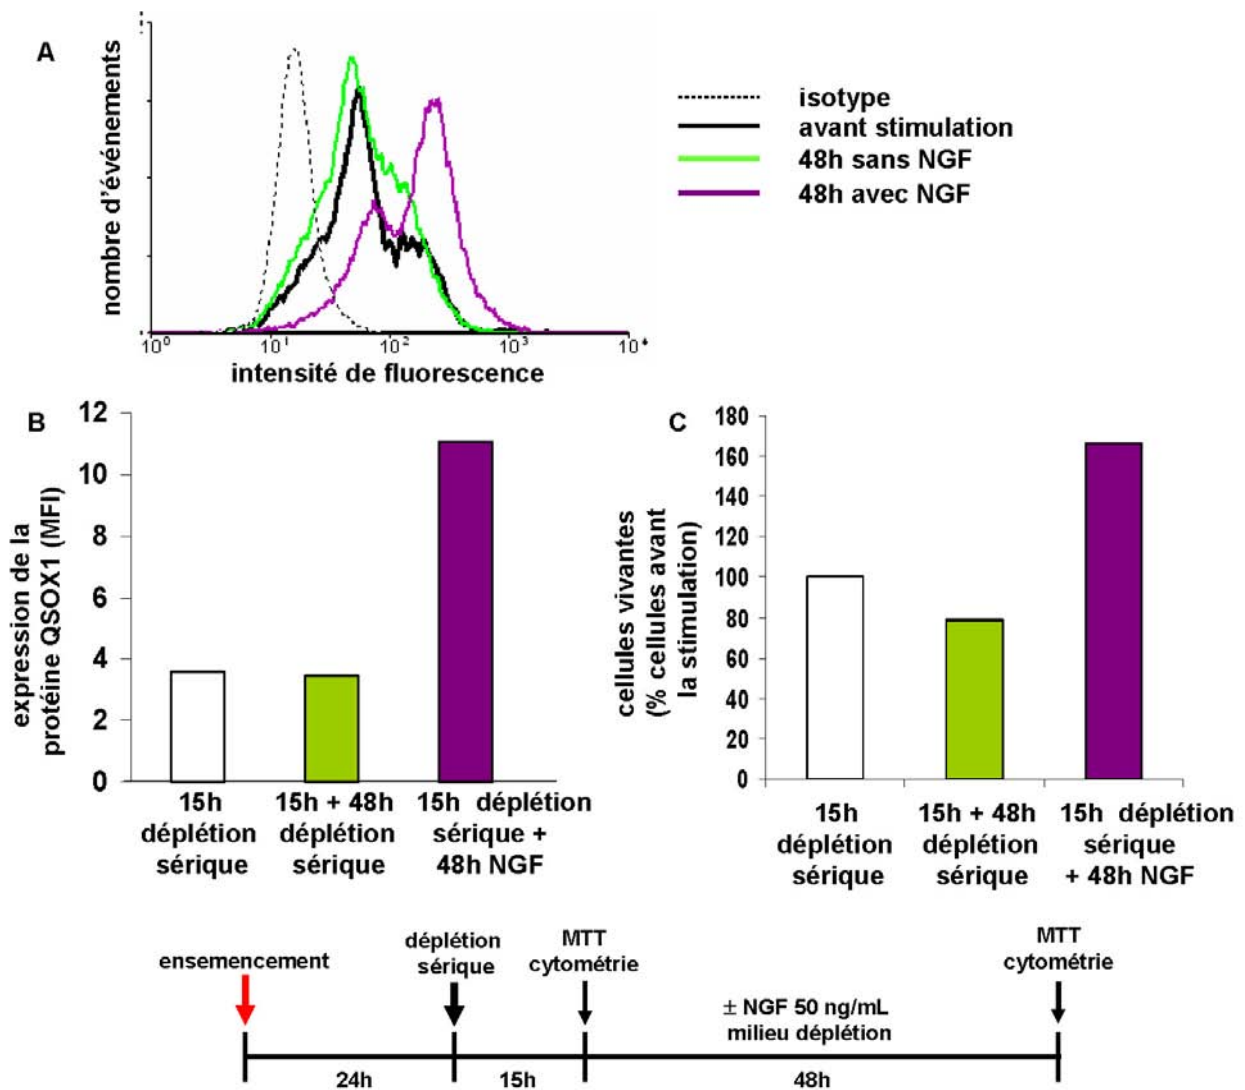 A
nombre d'événements
10⁰ 10¹ 10² 10³ 10⁴
intensité de fluorescence
isotype
avant stimulation
48h sans NGF
48h avec NGF
B
expression de la
protéine QSOX1 (MFI)
12
10
8
6
4
2
0
15h
déplétion
sérique
15h + 48h
déplétion
sérique
15h déplétion
sérique +
48h NGF
C
cellules vivantes
(% cellules avant
la stimulation)
180
160
140
120
100
80
60
40
20
0
15h
déplétion
sérique
15h + 48h
déplétion
sérique
15h déplétion
sérique
+ 48h NGF
ensemencement
déplétion
sérique
MTT
cytométrie
± NGF 50 ng/mL
milieu déplétion
MTT
cytométrie
24h
15h
48h